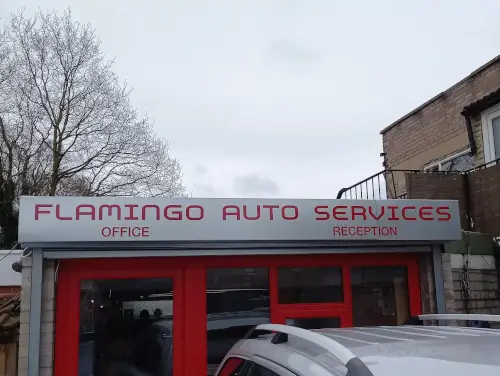 FLAMINGO AUTO SERVICES
OFFICE RECEPTION